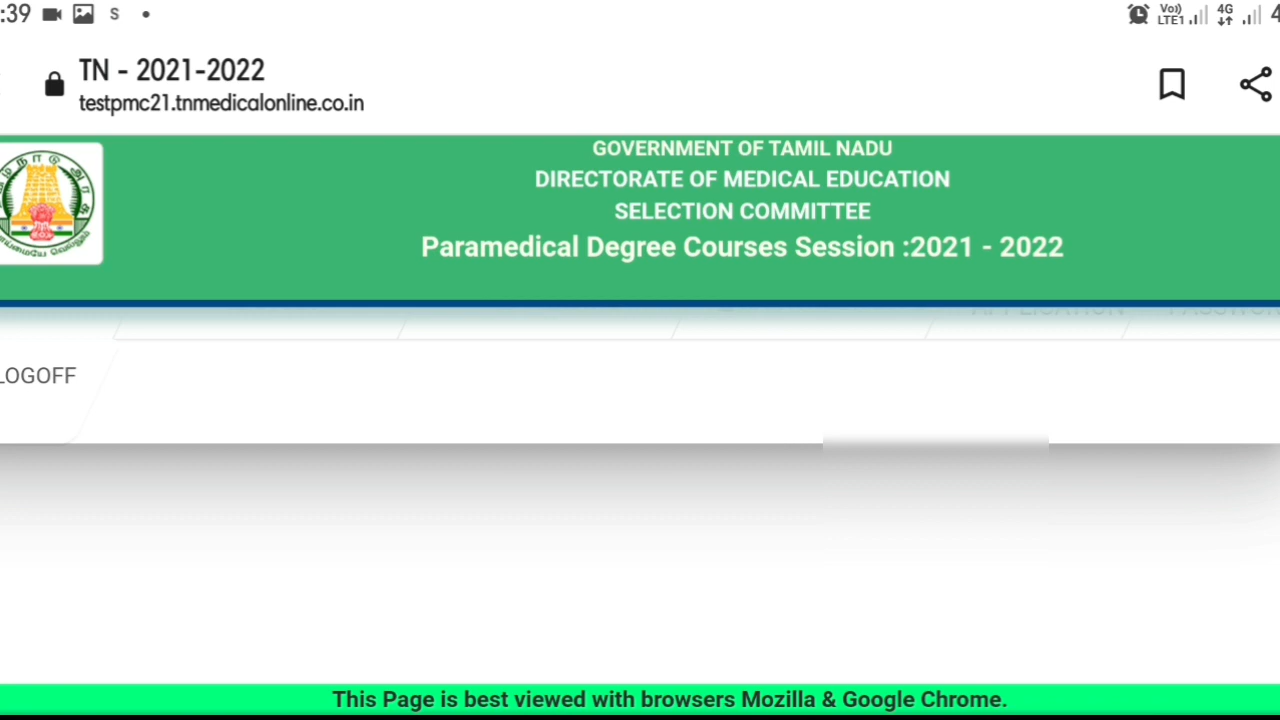 :39 S
Vo)) LTE1 4G 4
TN - 2021-2022
testpmc21.tnmedicalonline.co.in
GOVERNMENT OF TAMIL NADU
DIRECTORATE OF MEDICAL EDUCATION
SELECTION COMMITTEE
Paramedical Degree Courses Session :2021 - 2022
APPLICATION
LOGOFF
This Page is best viewed with browsers Mozilla & Google Chrome.